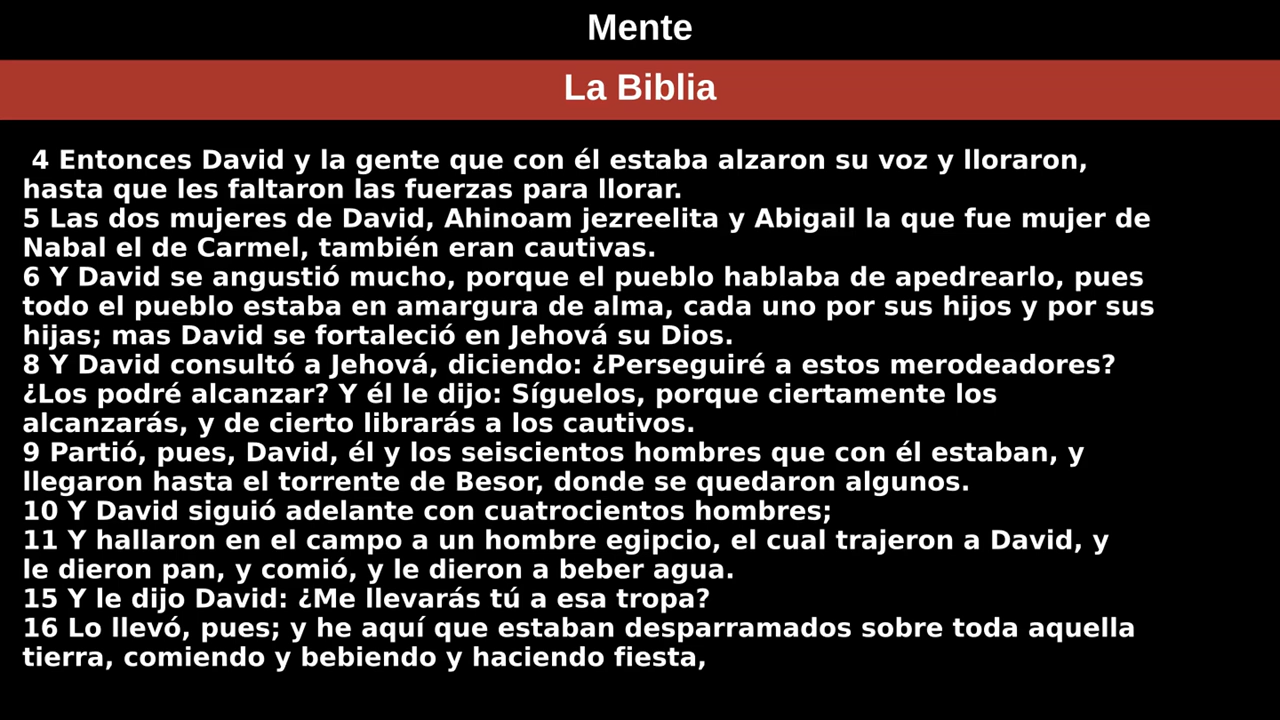 Mente
La Biblia
4 Entonces David y la gente que con él estaba alzaron su voz y lloraron,
hasta que les faltaron las fuerzas para llorar.
5 Las dos mujeres de David, Ahinoam jezreelita y Abigail la que fue mujer de
Nabal el de Carmel, también eran cautivas.
6 Y David se angustió mucho, porque el pueblo hablaba de apedrearlo, pues
todo el pueblo estaba en amargura de alma, cada uno por sus hijos y por sus
hijas; mas David se fortaleció en Jehová su Dios.
8 Y David consultó a Jehová, diciendo: ¿Perseguiré a estos merodeadores?
¿Los podré alcanzar? Y él le dijo: Síguelos, porque ciertamente los
alcanzarás, y de cierto librarás a los cautivos.
9 Partió, pues, David, él y los seiscientos hombres que con él estaban, y
llegaron hasta el torrente de Besor, donde se quedaron algunos.
10 Y David siguió adelante con cuatrocientos hombres;
11 Y hallaron en el campo a un hombre egipcio, el cual trajeron a David, y
le dieron pan, y comió, y le dieron a beber agua.
15 Y le dijo David: ¿Me llevarás tú a esa tropa?
16 Lo llevó, pues; y he aquí que estaban desparramados sobre toda aquella
tierra, comiendo y bebiendo y haciendo fiesta,